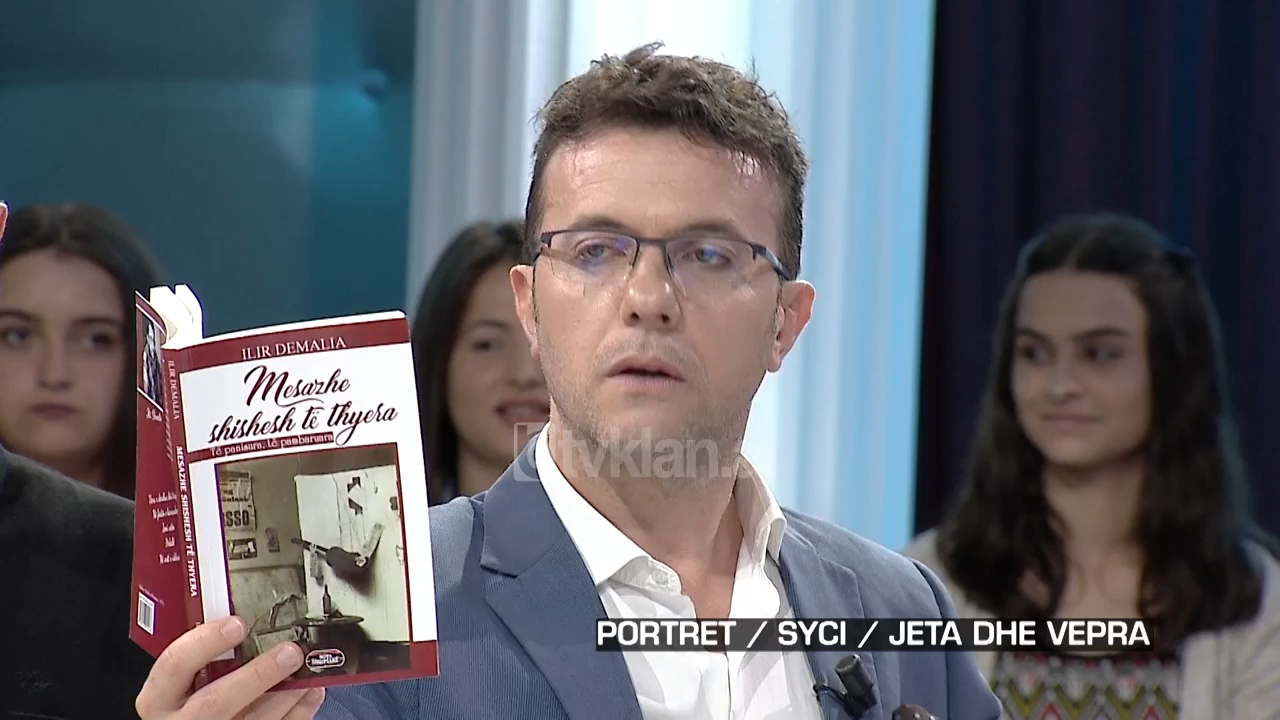 ILIR DEMALIA
Mesazhe
shishesh të thyera
Të panisura, të pambaruara
ILIR DEMALIA
MESAZHE SHISHESH TË THYERA
tvklan.
PORTRET / SYCI / JETA DHE VEPRA